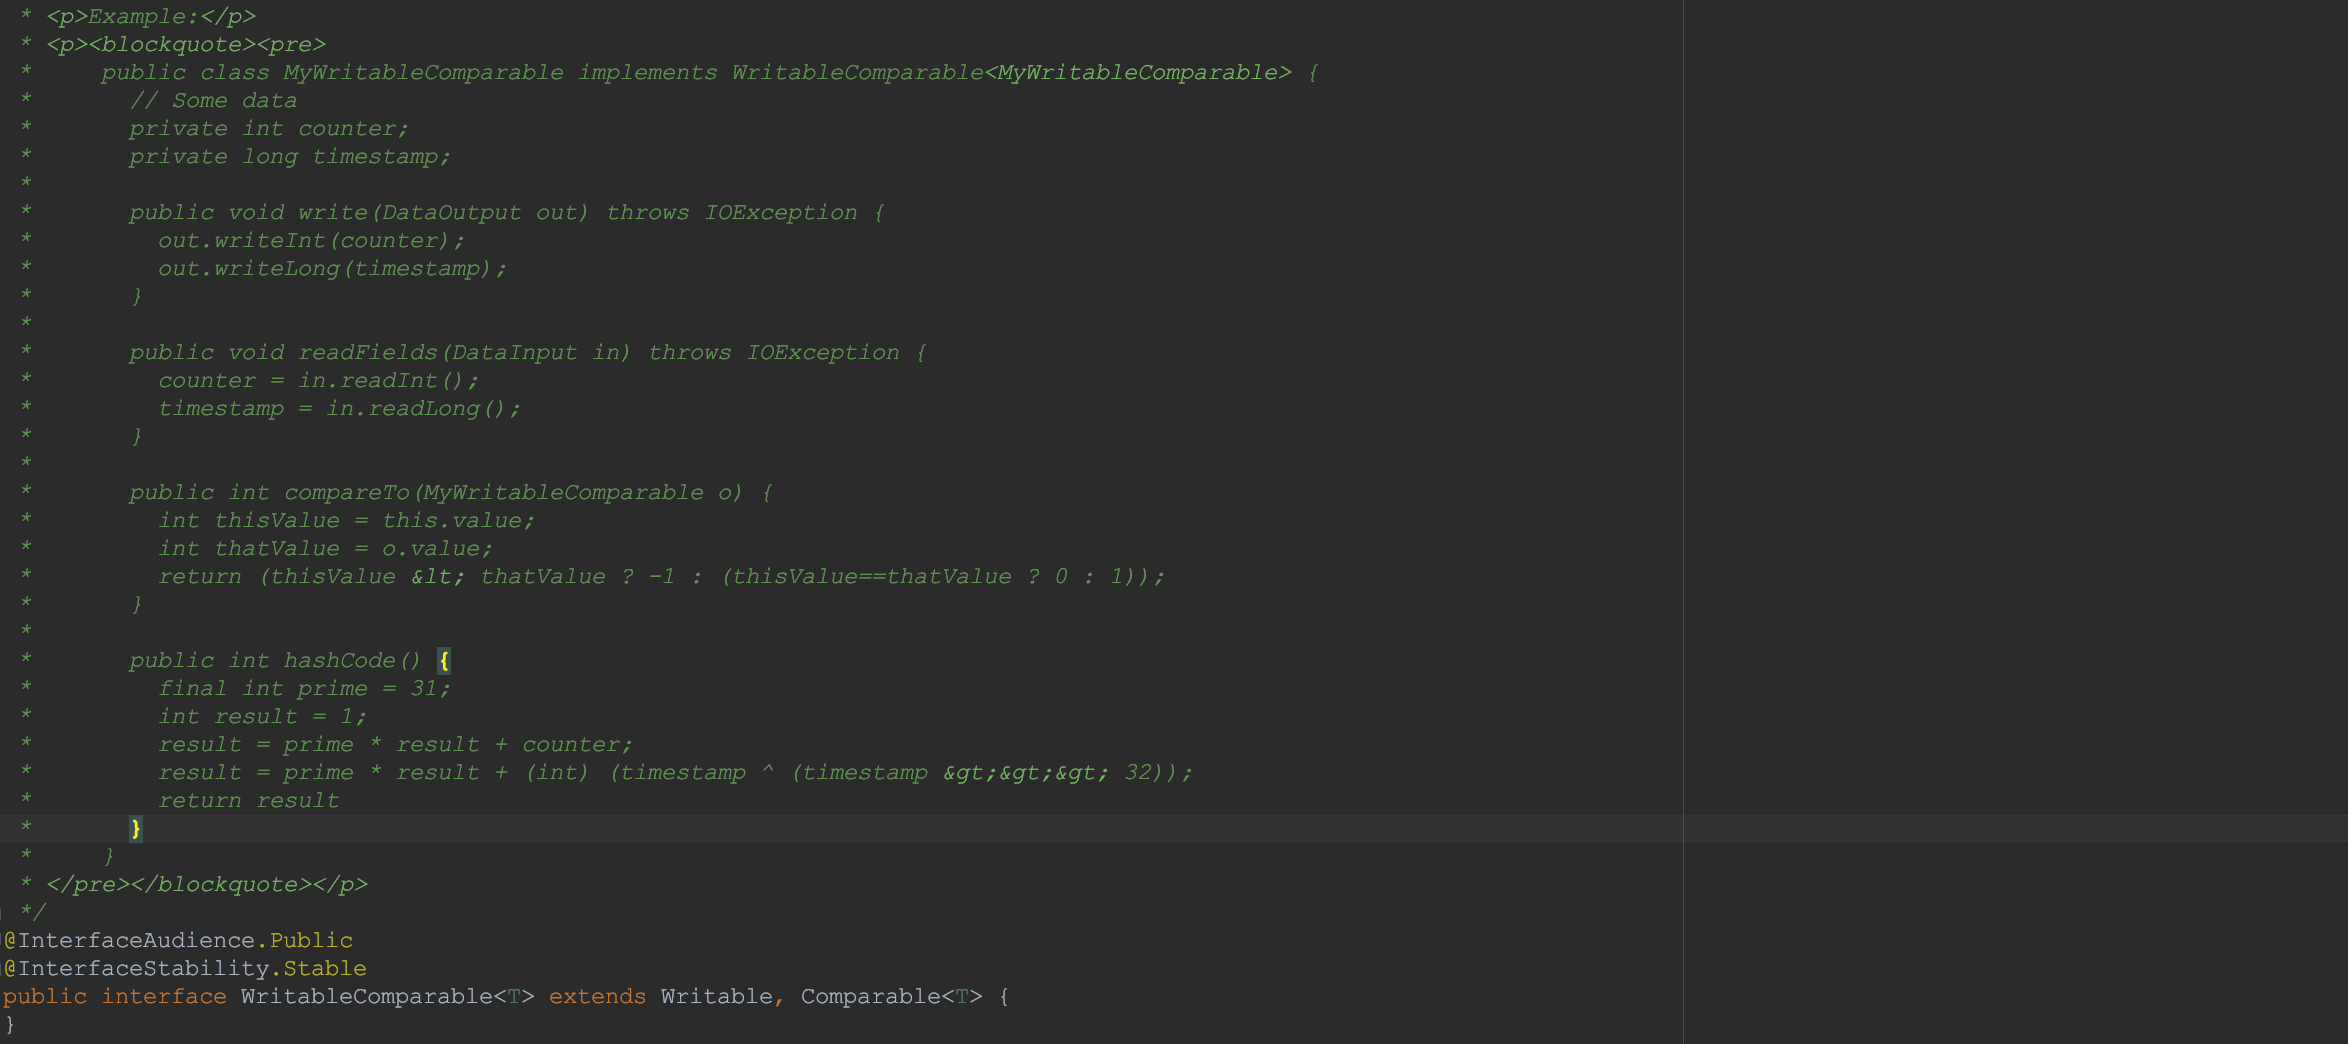 * <p>Example:</p>
* <p><blockquote><pre>
*     public class MyWritableComparable implements WritableComparable<MyWritableComparable> {
*       // Some data
*       private int counter;
*       private long timestamp;
*
*       public void write(DataOutput out) throws IOException {
*         out.writeInt(counter);
*         out.writeLong(timestamp);
*       }
*
*       public void readFields(DataInput in) throws IOException {
*         counter = in.readInt();
*         timestamp = in.readLong();
*       }
*
*       public int compareTo(MyWritableComparable o) {
*         int thisValue = this.value;
*         int thatValue = o.value;
*         return (thisValue &lt; thatValue ? -1 : (thisValue==thatValue ? 0 : 1));
*       }
*
*       public int hashCode() {
*         final int prime = 31;
*         int result = 1;
*         result = prime * result + counter;
*         result = prime * result + (int) (timestamp ^ (timestamp &gt;&gt;&gt; 32));
*         return result
*       }
*     }
* </pre></blockquote></p>
*/
@InterfaceAudience.Public
@InterfaceStability.Stable
public interface WritableComparable<T> extends Writable, Comparable<T> {
}